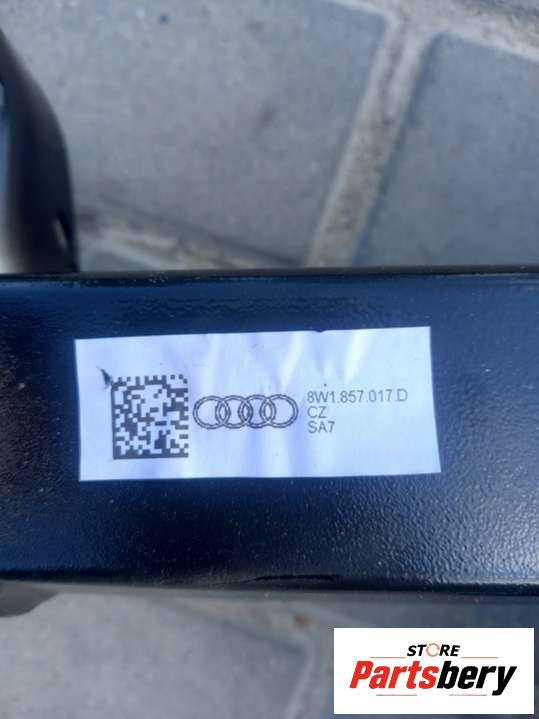 8W1.857.017.D
CZ
SA7
STORE
Partsbery